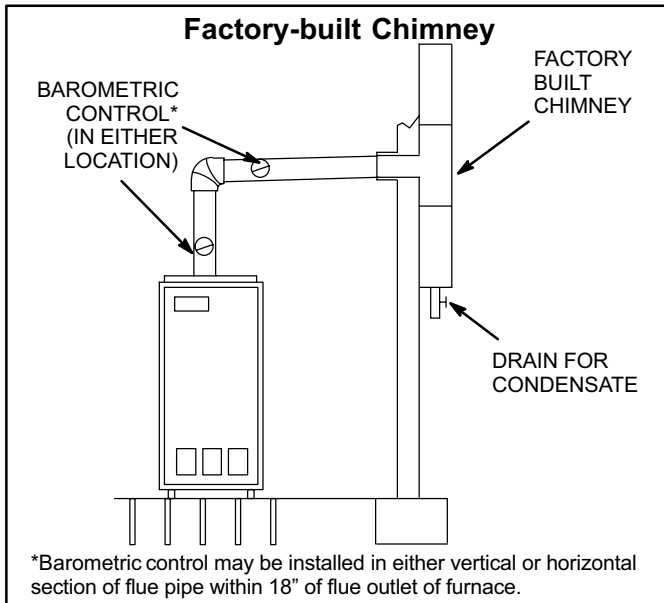 Factory-built Chimney
BAROMETRIC
CONTROL*
(IN EITHER
LOCATION)
FACTORY
BUILT
CHIMNEY
DRAIN FOR
CONDENSATE
*Barometric control may be installed in either vertical or horizontal
section of flue pipe within 18” of flue outlet of furnace.